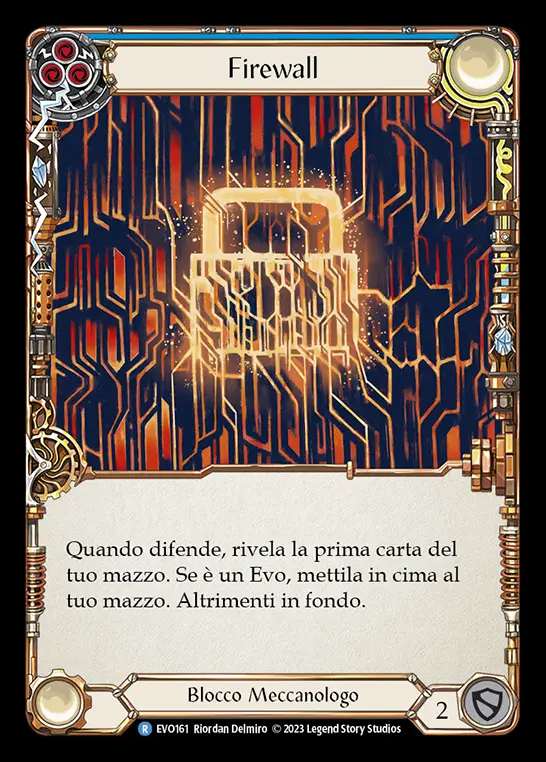 Firewall
Quando difende, rivela la prima carta del
tuo mazzo. Se è un Evo, mettila in cima al
tuo mazzo. Altrimenti in fondo.
Blocco Meccanologo
2
R EVO161 Riordan Delmiro © 2023 Legend Story Studios